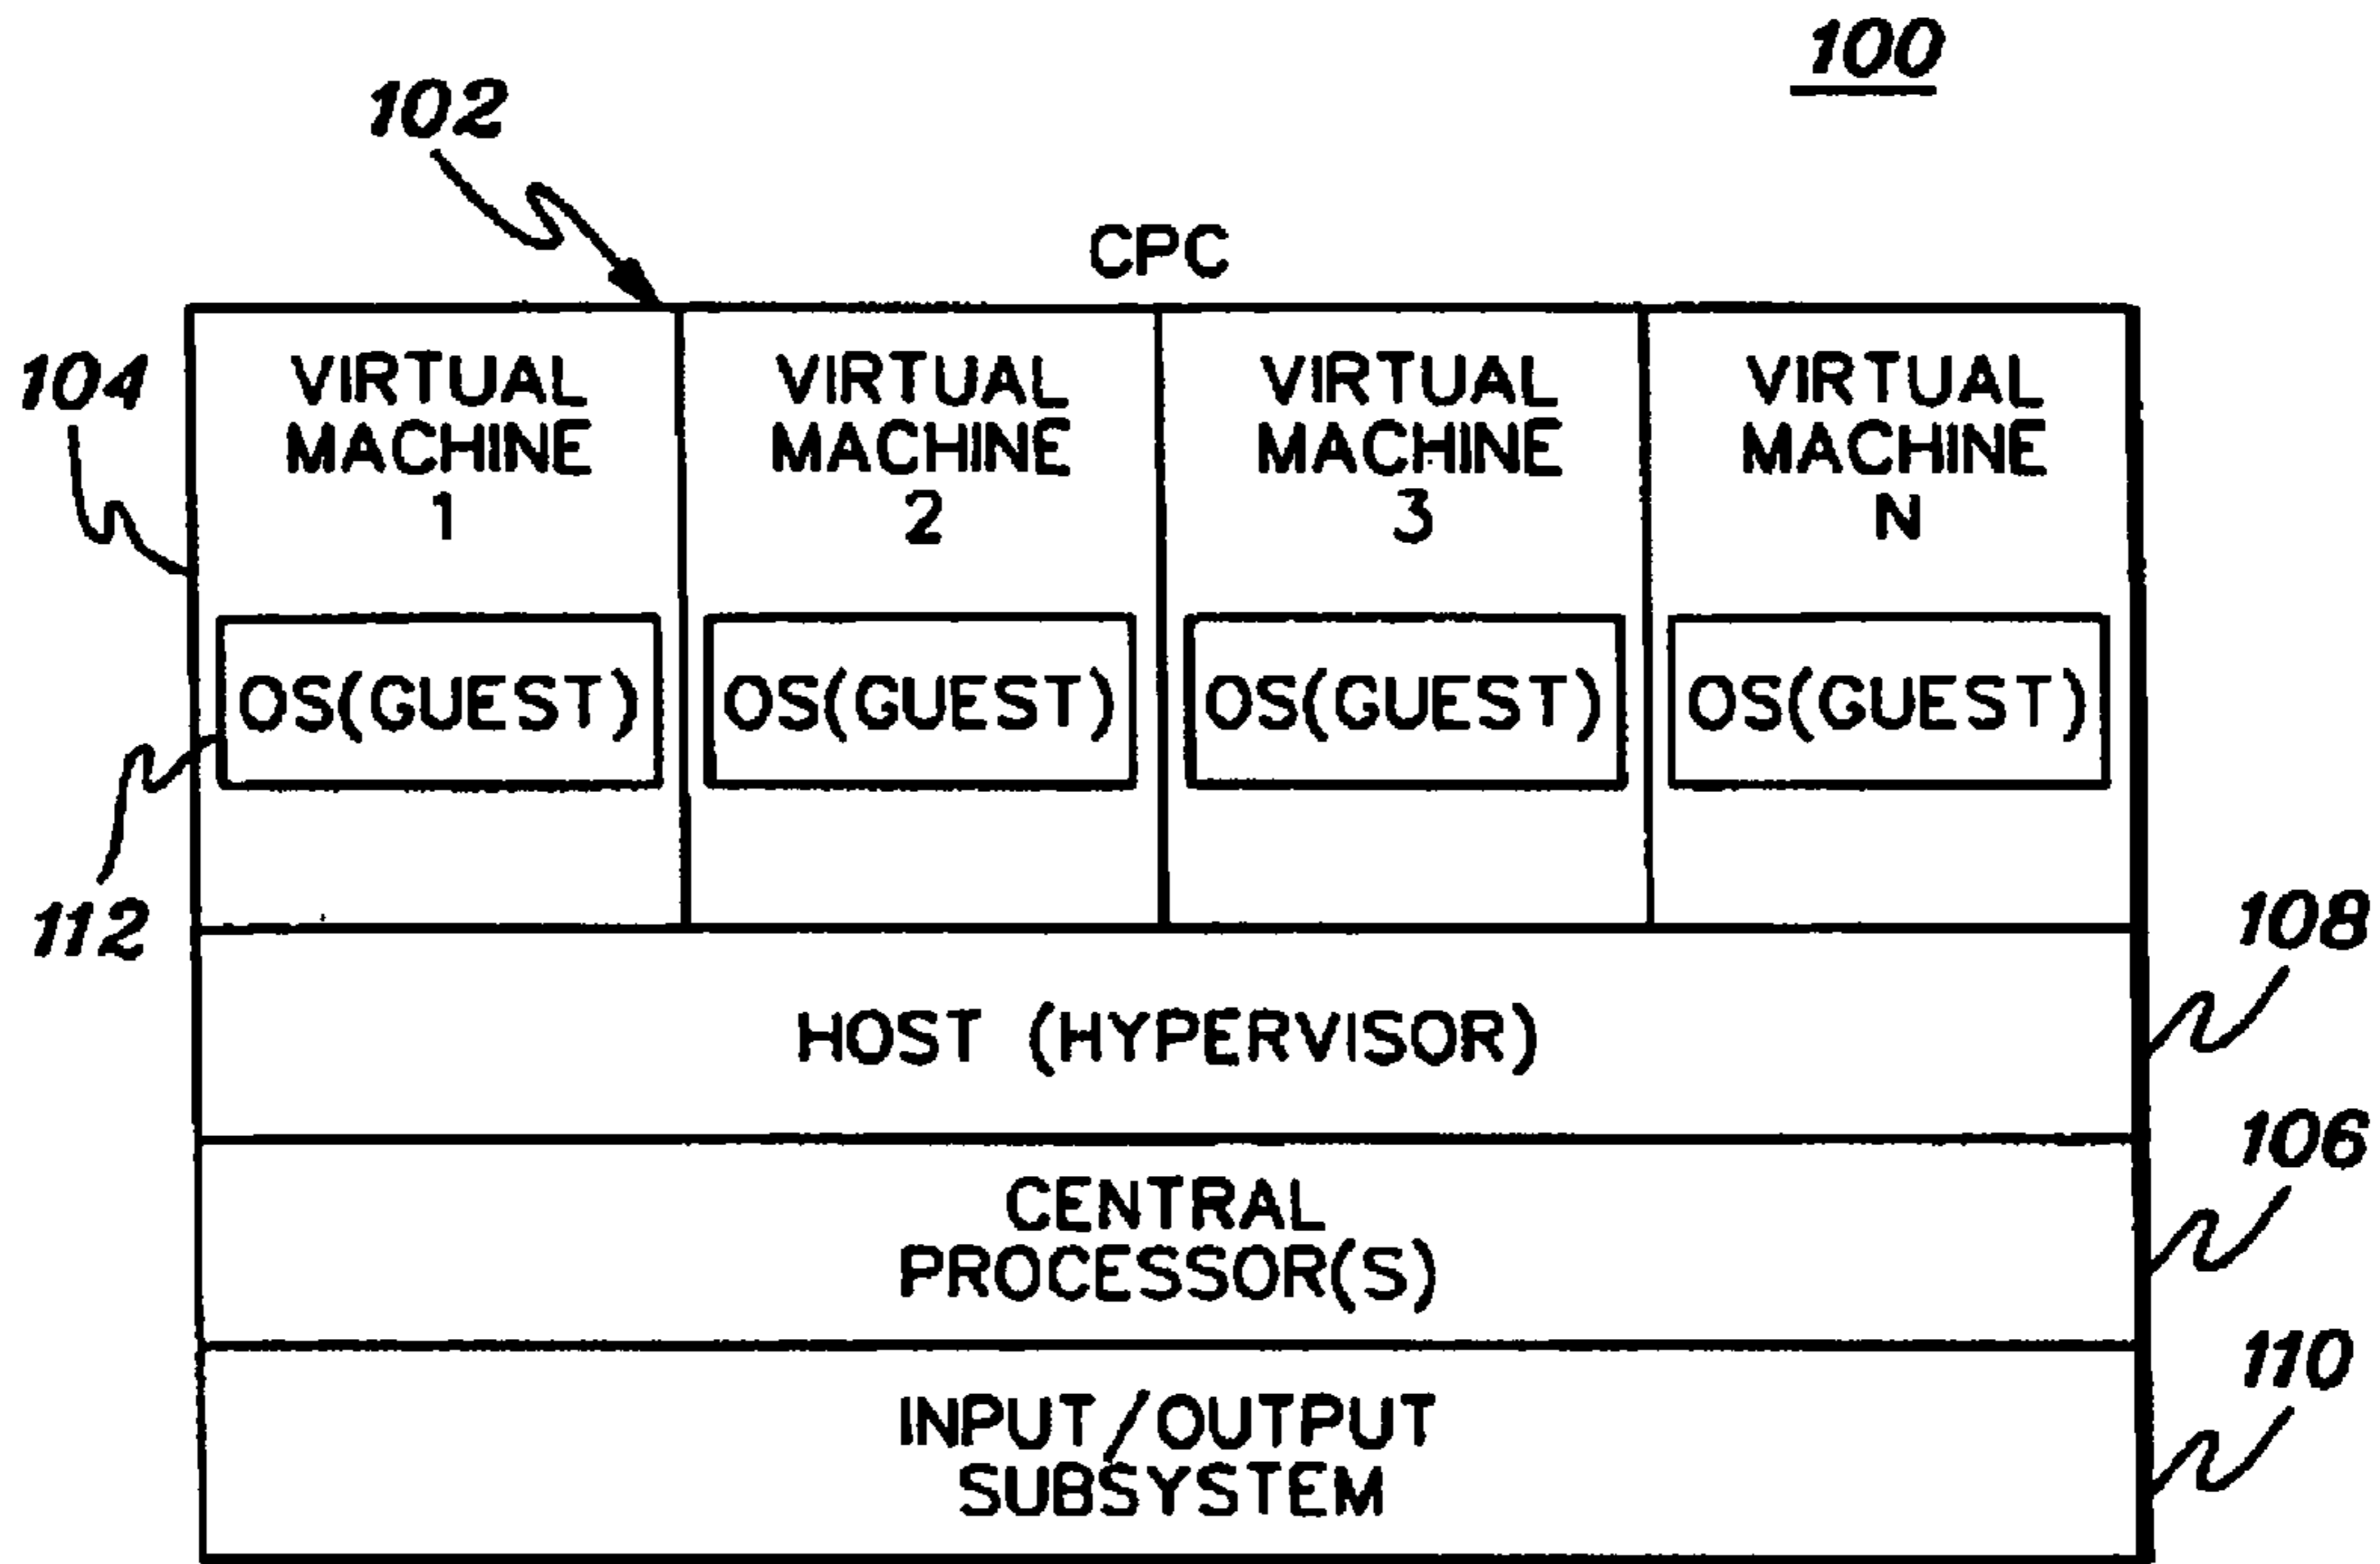 100
102
CPC
104
VIRTUAL MACHINE 1
VIRTUAL MACHINE 2
VIRTUAL MACHINE 3
VIRTUAL MACHINE N
OS(GUEST)
OS(GUEST)
OS(GUEST)
OS(GUEST)
112
108
HOST (HYPERVISOR)
106
CENTRAL
PROCESSOR(S)
110
INPUT/OUTPUT
SUBSYSTEM